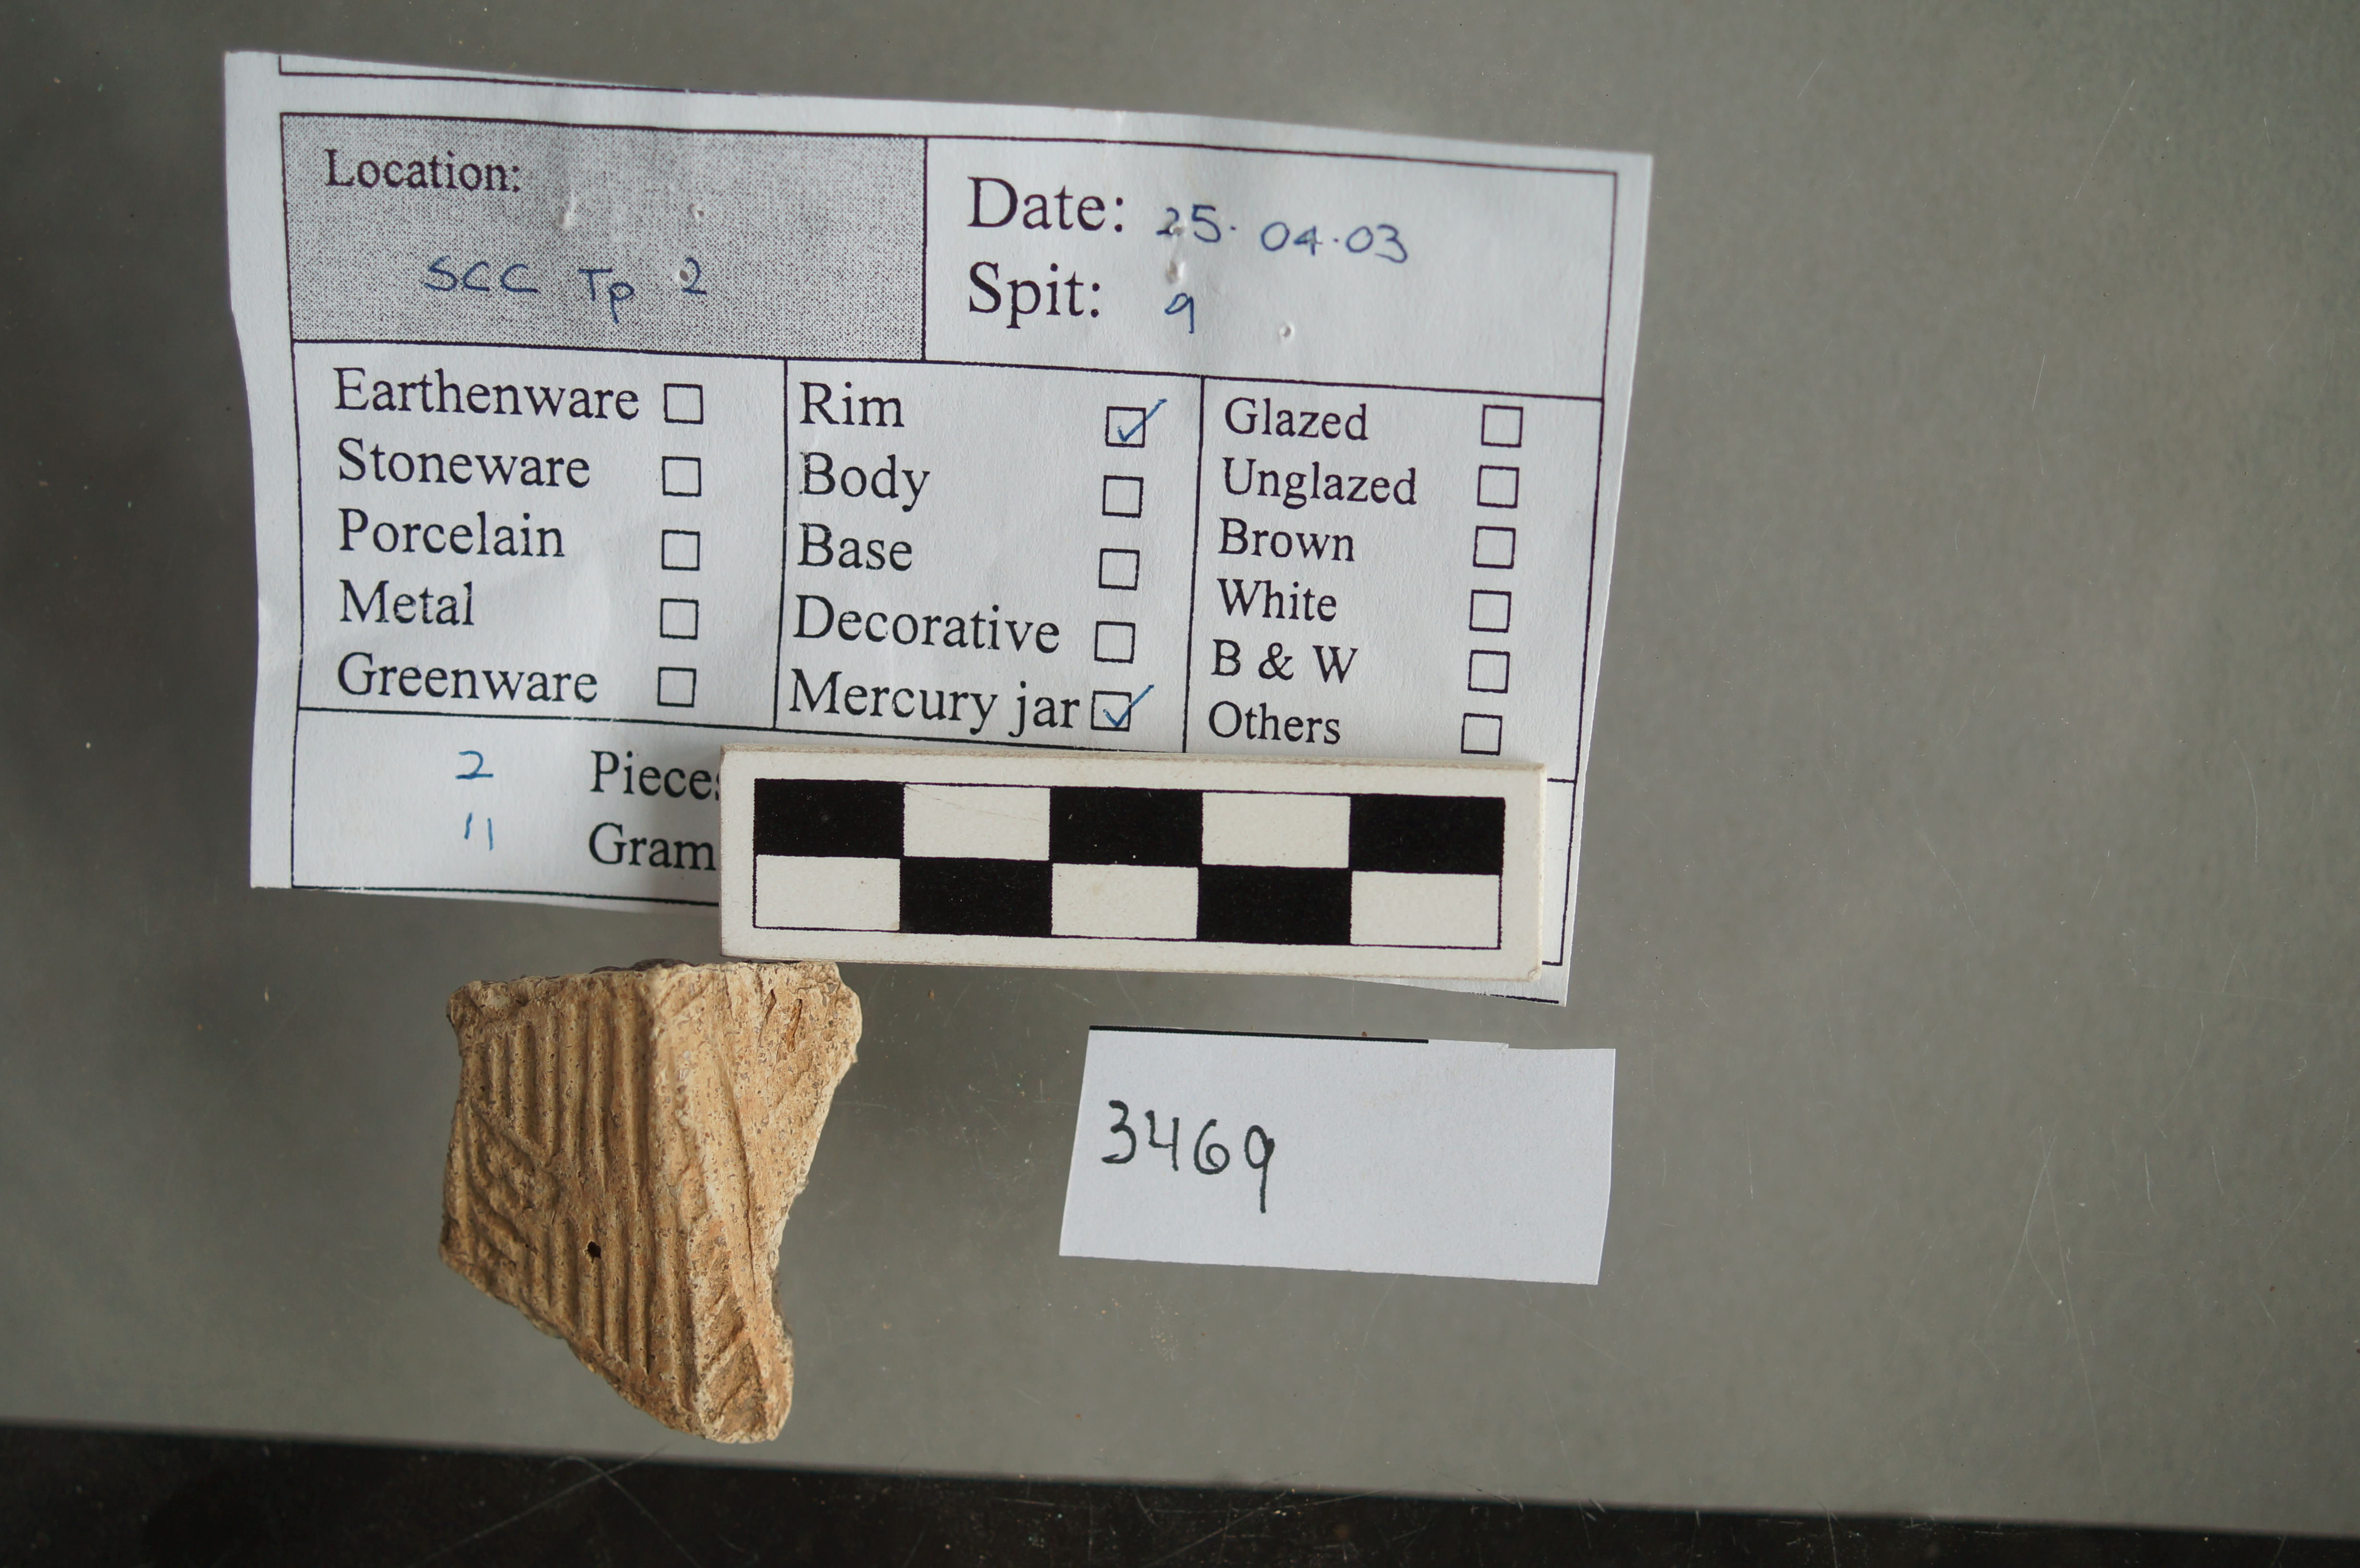 3469
Location:
SCC TP 2
Date: 25.04.03
Spit: 9
Earthenware
Stoneware
Porcelain
Metal
Greenware
Rim ✓
Body
Base
Decorative
Mercury jar ✓
Glazed
Unglazed
Brown
White
B & W
Others
2 Pieces
11 Gram